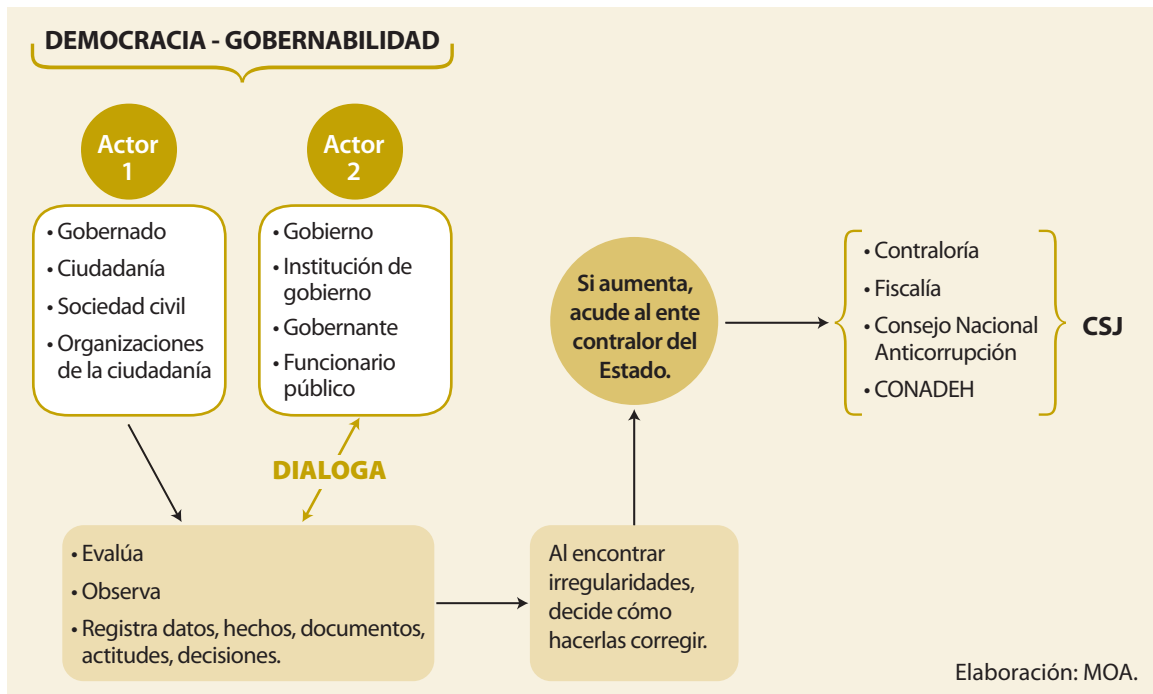 DEMOCRACIA - GOBERNABILIDAD
Actor
1
• Gobernado
• Ciudadanía
• Sociedad civil
• Organizaciones
de la ciudadanía
Actor
2
• Gobierno
• Institución de
gobierno
• Gobernante
• Funcionario
público
DIALOGA
• Evalúa
• Observa
• Registra datos, hechos, documentos,
actitudes, decisiones.
Al encontrar
irregularidades,
decide cómo
hacerlas corregir.
Si aumenta,
acude al ente
contralor del
Estado.
• Contraloría
• Fiscalía
• Consejo Nacional
Anticorrupción
• CONADEH
CSJ
Elaboración: MOA.